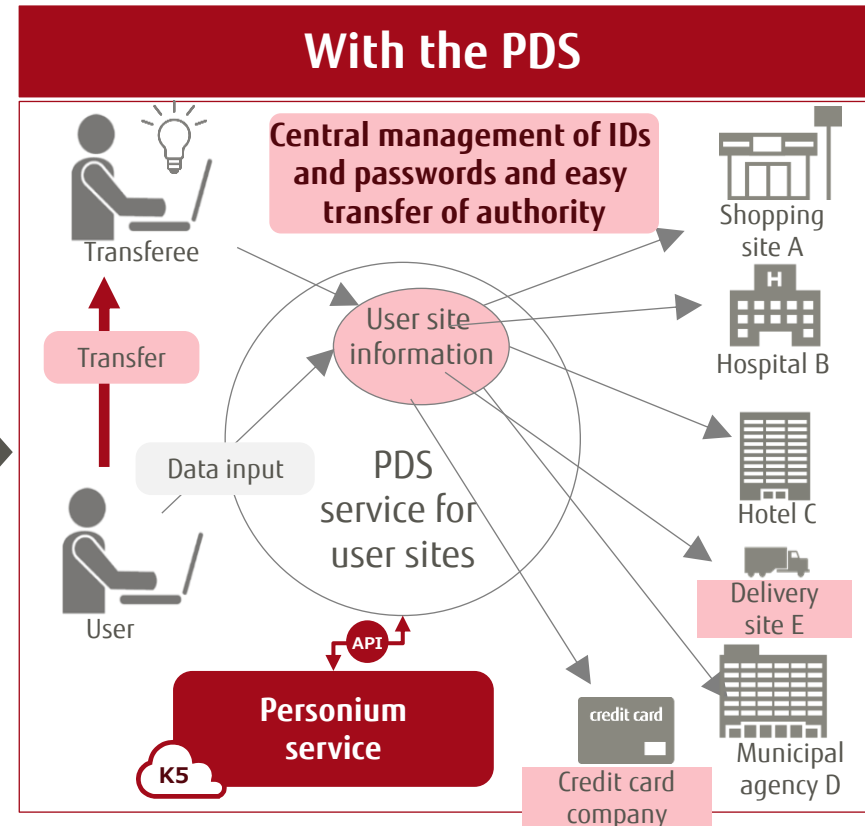 With the PDS
Central management of IDs
and passwords and easy
transfer of authority
Transferee
Shopping
site A
H
User site
information
Hospital B
Transfer
Data input
PDS
service for
user sites
Hotel C
User
Delivery
site E
API
Personium
service
K5
credit card
Credit card
company
Municipal
agency D